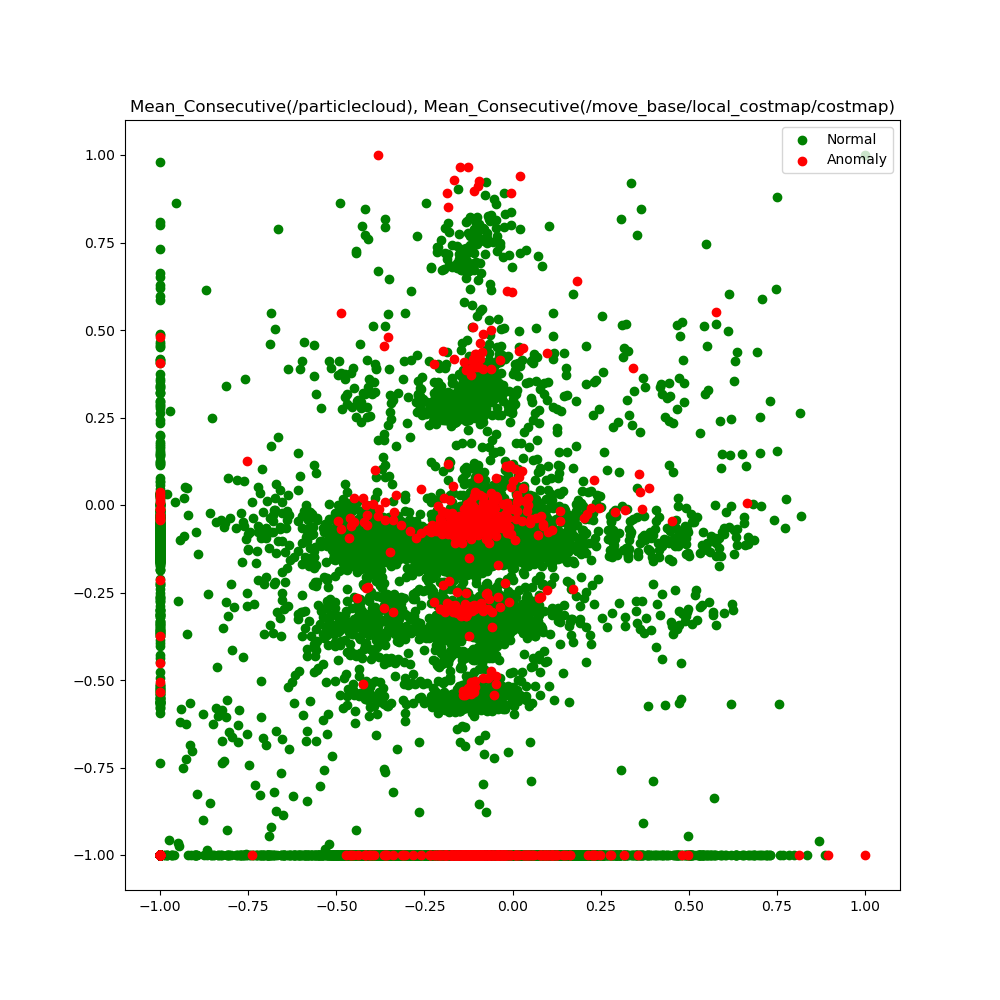 Mean_Consecutive(/particlecloud), Mean_Consecutive(/move_base/local_costmap/costmap)
Normal
Anomaly
1.00
0.75
0.50
0.25
0.00
−0.25
−0.50
−0.75
−1.00
−1.00 −0.75 −0.50 −0.25 0.00 0.25 0.50 0.75 1.00